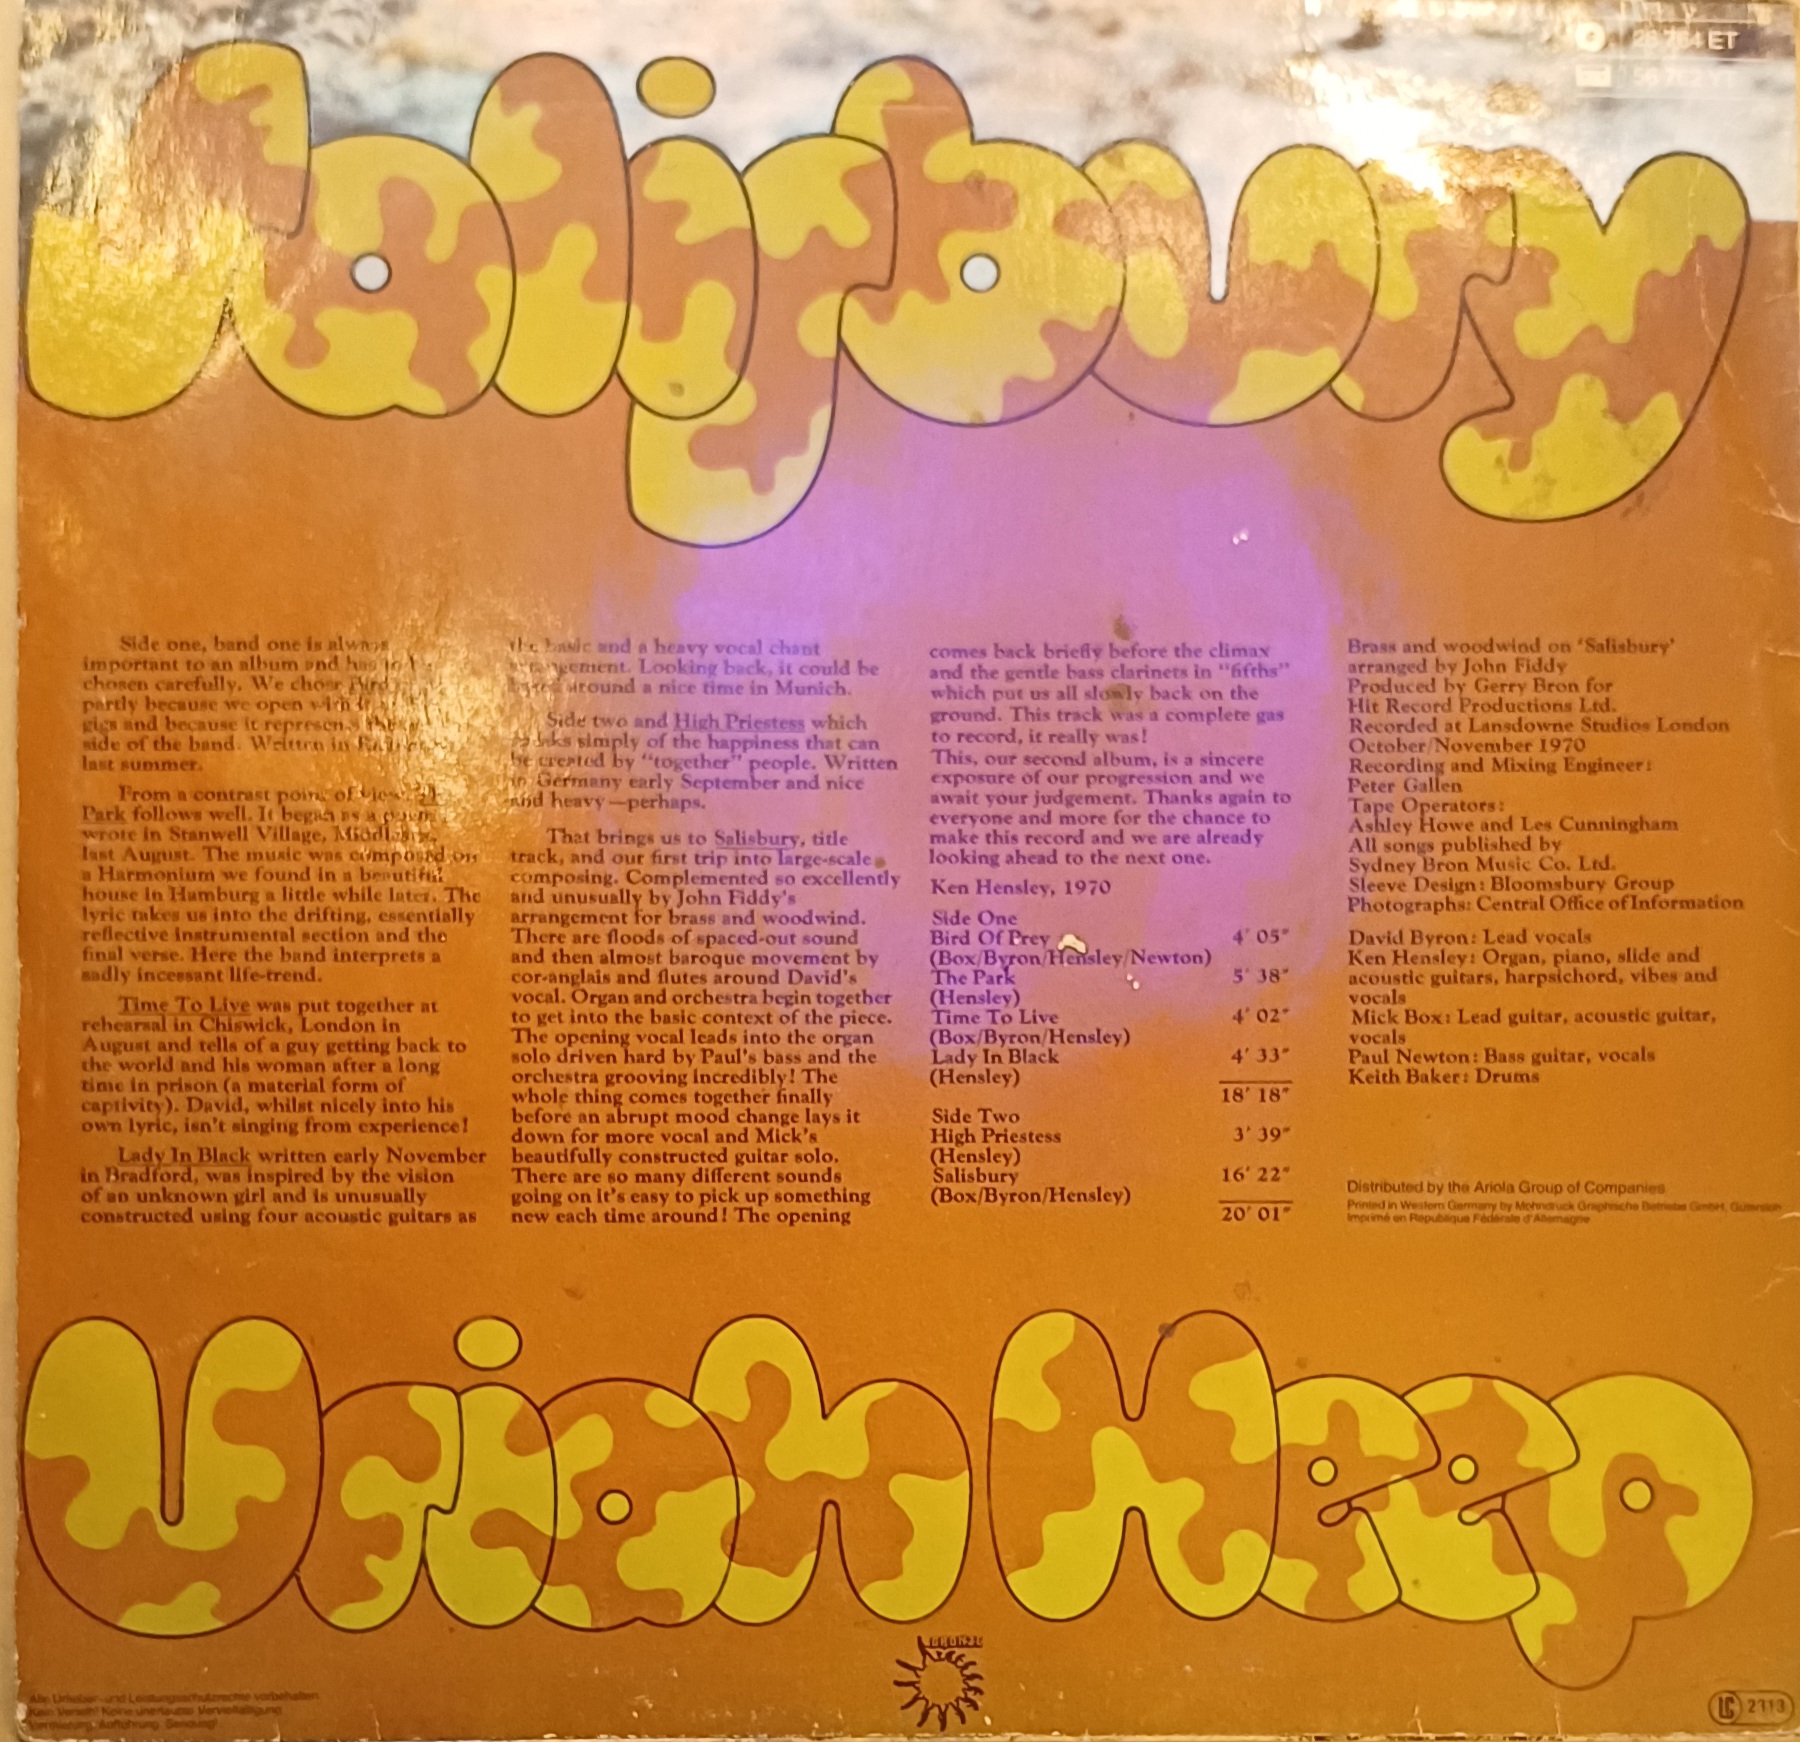 ET
Salisbury
Side one, band one is always
important to an album and has to
chosen carefully. We chose Bird
partly because we open with it
gigs and because it represents the
side of the band. Written in
last summer.
From a contrast point of view
Park follows well. It began as a poem
wrote in Stanwell Village, Middlesex,
last August. The music was composed on
a Harmonium we found in a beautiful
house in Hamburg a little while later. The
lyric takes us into the drifting, essentially
reflective instrumental section and the
final verse. Here the band interprets a
sadly incessant life-trend.
Time To Live was put together at
rehearsal in Chiswick, London in
August and tells of a guy getting back to
the world and his woman after a long
time in prison (a material form of
captivity). David, whilst nicely into his
own lyric, isn't singing from experience!
Lady In Black written early November
in Bradford, was inspired by the vision
of an unknown girl and is unusually
constructed using four acoustic guitars as
the basic and a heavy vocal chant
arrangement. Looking back, it could be
based around a nice time in Munich.
Side two and High Priestess which
simply of the happiness that can
be created by "together" people. Written
in Germany early September and nice
and heavy—perhaps.
That brings us to Salisbury, title
track, and our first trip into large-scale
composing. Complemented so excellently
and unusually by John Fiddy's
arrangement for brass and woodwind.
There are floods of spaced-out sound
and then almost baroque movement by
cor-anglais and flutes around David's
vocal. Organ and orchestra begin together
to get into the basic context of the piece.
The opening vocal leads into the organ
solo driven hard by Paul's bass and the
orchestra grooving incredibly! The
whole thing comes together finally
before an abrupt mood change lays it
down for more vocal and Mick's
beautifully constructed guitar solo.
There are so many different sounds
going on it's easy to pick up something
new each time around! The opening
comes back briefly before the climax
and the gentle bass clarinets in "fifths"
which put us all slowly back on the
ground. This track was a complete gas
to record, it really was!
This, our second album, is a sincere
exposure of our progression and we
await your judgement. Thanks again to
everyone and more for the chance to
make this record and we are already
looking ahead to the next one.
Ken Hensley, 1970
Side One
Bird Of Prey 4' 05"
(Box/Byron/Hensley/Newton)
The Park 5' 38"
(Hensley)
Time To Live 4' 02"
(Box/Byron/Hensley)
Lady In Black 4' 33"
(Hensley)
18' 18"
Side Two
High Priestess 3' 39"
(Hensley)
Salisbury 16' 22"
(Box/Byron/Hensley)
20' 01"
Brass and woodwind on 'Salisbury'
arranged by John Fiddy
Produced by Gerry Bron for
Hit Record Productions Ltd.
Recorded at Lansdowne Studios London
October/November 1970
Recording and Mixing Engineer:
Peter Gallen
Tape Operators:
Ashley Howe and Les Cunningham
All songs published by
Sydney Bron Music Co. Ltd.
Sleeve Design: Bloomsbury Group
Photographs: Central Office of Information
David Byron: Lead vocals
Ken Hensley: Organ, piano, slide and
acoustic guitars, harpsichord, vibes and
vocals
Mick Box: Lead guitar, acoustic guitar,
vocals
Paul Newton: Bass guitar, vocals
Keith Baker: Drums
Distributed by the Ariola Group of Companies
Printed in Western Germany by Mohndruck Graphische Betriebe GmbH, Gütersloh
Imprimé en République Fédérale d'Allemagne
Uriah Heep
BRONZE
Alle Urheber- und Leistungsschutzrechte vorbehalten
Kein Verleih! Keine unerlaubte Vervielfältigung
Vermietung, Aufführung, Sendung!
LC 2313